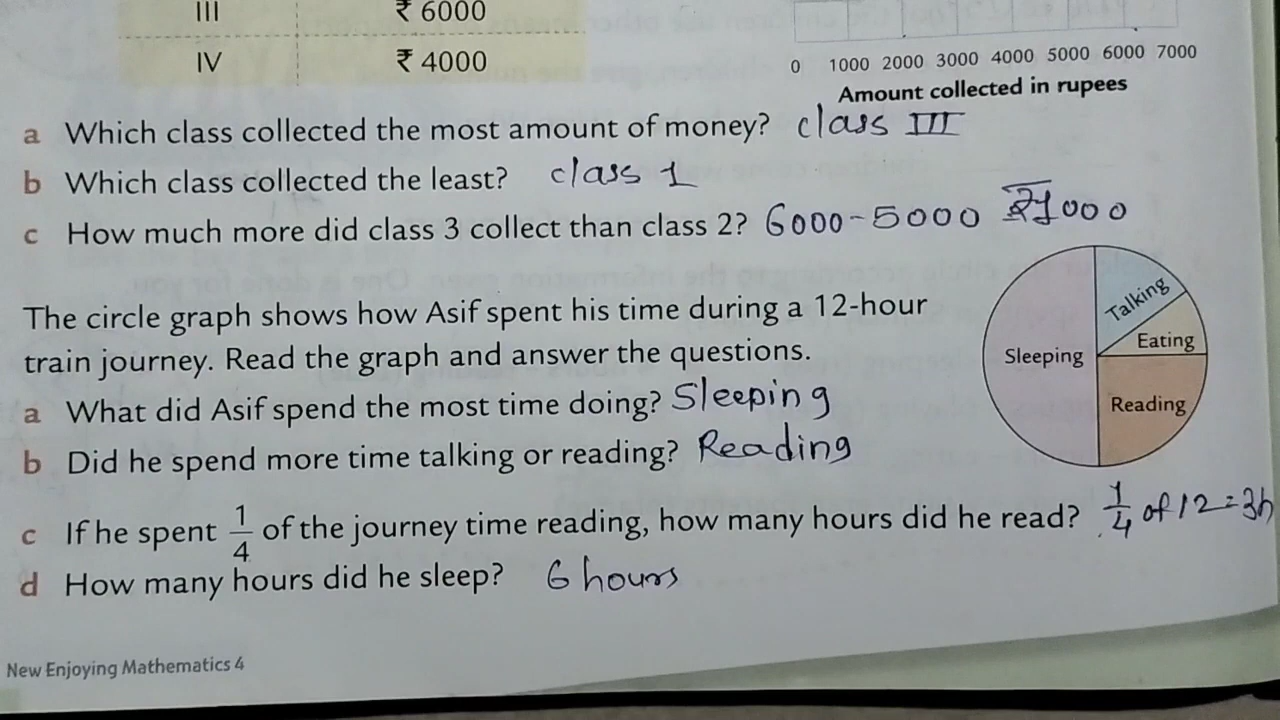 III ₹ 6000
IV ₹ 4000
0 1000 2000 3000 4000 5000 6000 7000
Amount collected in rupees
a Which class collected the most amount of money? class III
b Which class collected the least? class 1
c How much more did class 3 collect than class 2? 6000-5000 ₹1000
The circle graph shows how Asif spent his time during a 12-hour
train journey. Read the graph and answer the questions.
Talking
Eating
Sleeping
Reading
a What did Asif spend the most time doing? Sleeping
b Did he spend more time talking or reading? Reading
c If he spent 1/4 of the journey time reading, how many hours did he read? 1/4 of 12=3h
d How many hours did he sleep? 6 hours
New Enjoying Mathematics 4